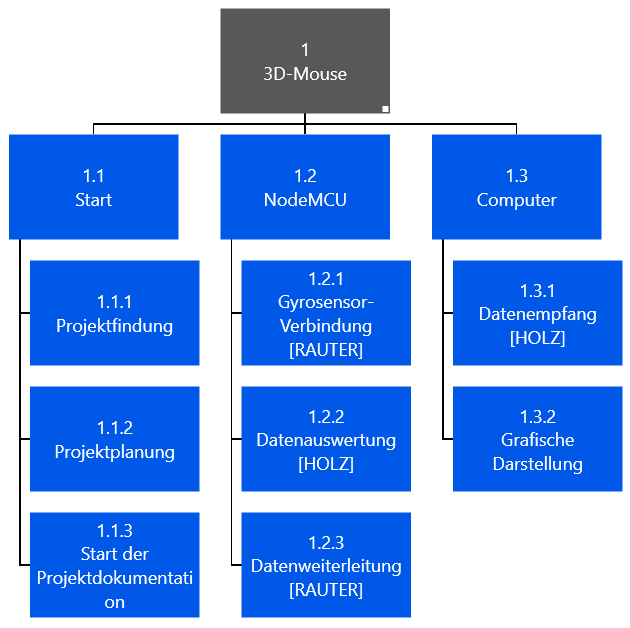 1
3D-Mouse
1.1
Start
1.2
NodeMCU
1.3
Computer
1.1.1
Projektfindung
1.2.1
Gyrosensor-
Verbindung
[RAUTER]
1.3.1
Datenempfang
[HOLZ]
1.1.2
Projektplanung
1.2.2
Datenauswertung
[HOLZ]
1.3.2
Grafische
Darstellung
1.1.3
Start der
Projektdokumentati
on
1.2.3
Datenweiterleitung
[RAUTER]